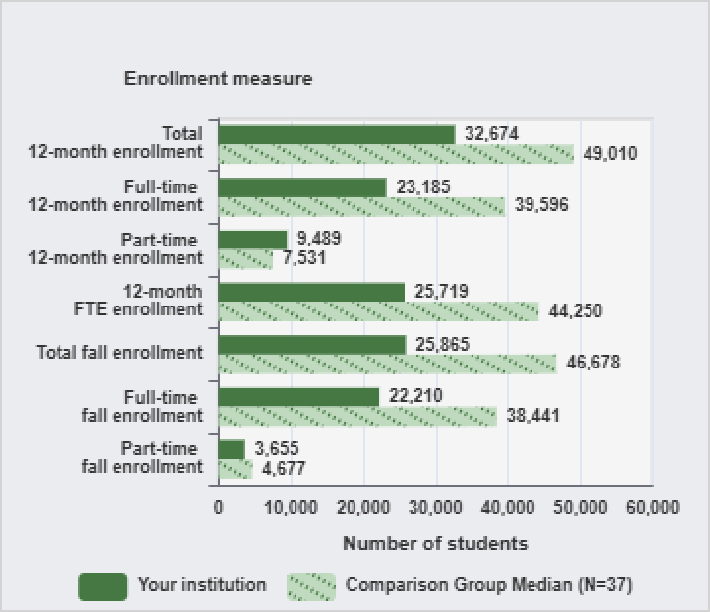 Enrollment measure
Total
12-month enrollment
32,674
49,010
Full-time
12-month enrollment
23,185
39,596
Part-time
12-month enrollment
9,489
7,531
12-month
FTE enrollment
25,719
44,250
Total fall enrollment
25,865
46,678
Full-time
fall enrollment
22,210
38,441
Part-time
fall enrollment
3,655
4,677
0 10,000 20,000 30,000 40,000 50,000 60,000
Number of students
Your institution Comparison Group Median (N=37)